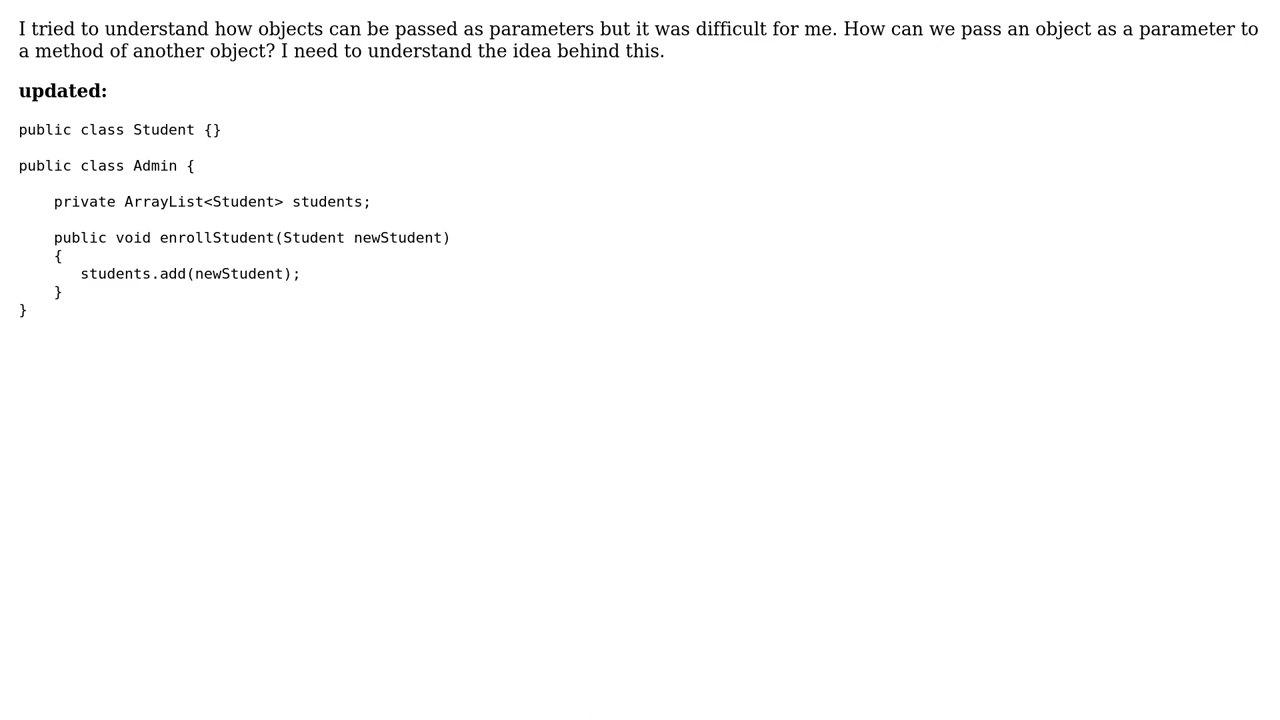 I tried to understand how objects can be passed as parameters but it was difficult for me. How can we pass an object as a parameter to
a method of another object? I need to understand the idea behind this.
updated:
public class Student {}
public class Admin {
    private ArrayList<Student> students;
    public void enrollStudent(Student newStudent)
    {
       students.add(newStudent);
    }
}